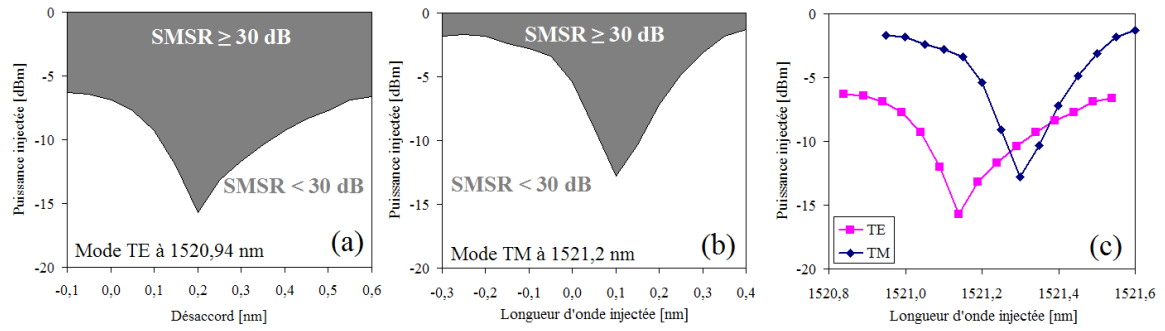 0
-5
-10
-15
-20
Puissance injectée [dBm]
SMSR ≥ 30 dB
SMSR < 30 dB
Mode TE à 1520,94 nm
(a)
-0,1 0,0 0,1 0,2 0,3 0,4 0,5 0,6
Désaccord [nm]
0
-5
-10
-15
-20
Puissance injectée [dBm]
SMSR ≥ 30 dB
SMSR < 30 dB
Mode TM à 1521,2 nm
(b)
-0,3 -0,2 -0,1 0,0 0,1 0,2 0,3 0,4
Longueur d'onde injectée [nm]
0
-5
-10
-15
-20
Puissance injectée [dBm]
TE
TM
(c)
1520,8 1521,0 1521,2 1521,4 1521,6
Longueur d'onde injectée [nm]